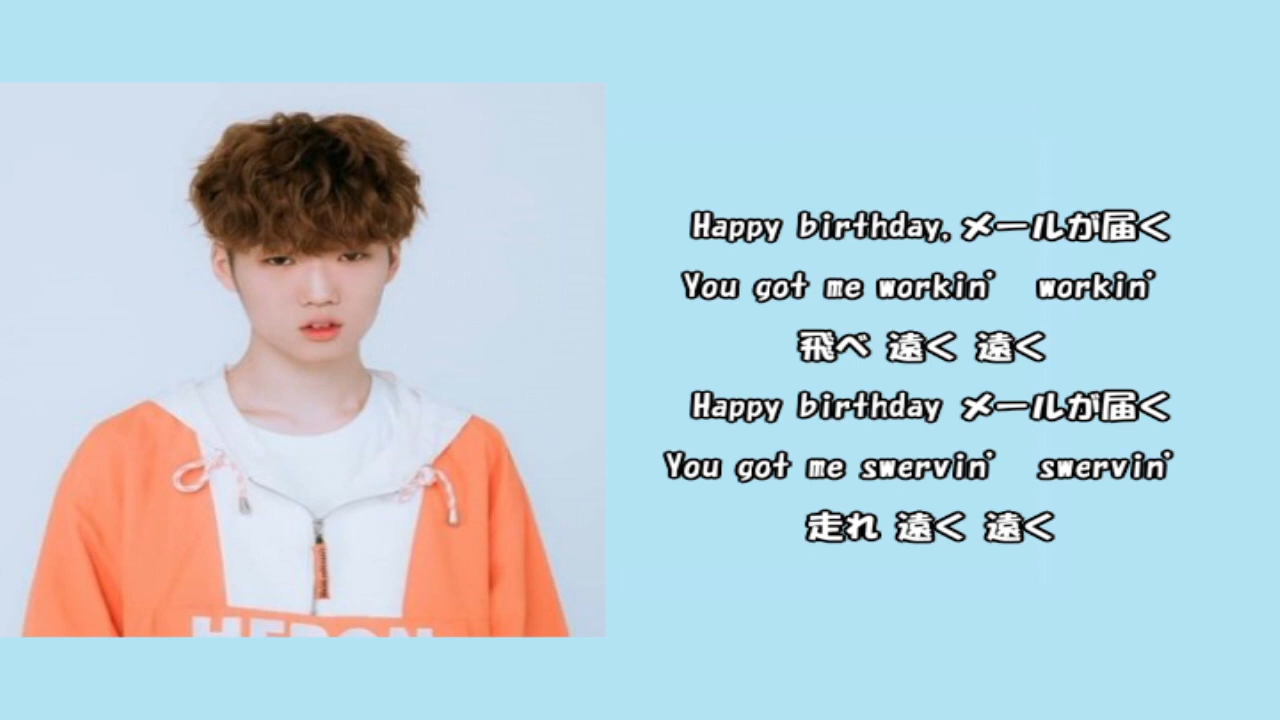 Happy birthday, メールが届く
You got me workin' workin'
飛べ 遠く 遠く
Happy birthday メールが届く
You got me swervin' swervin'
走れ 遠く 遠く